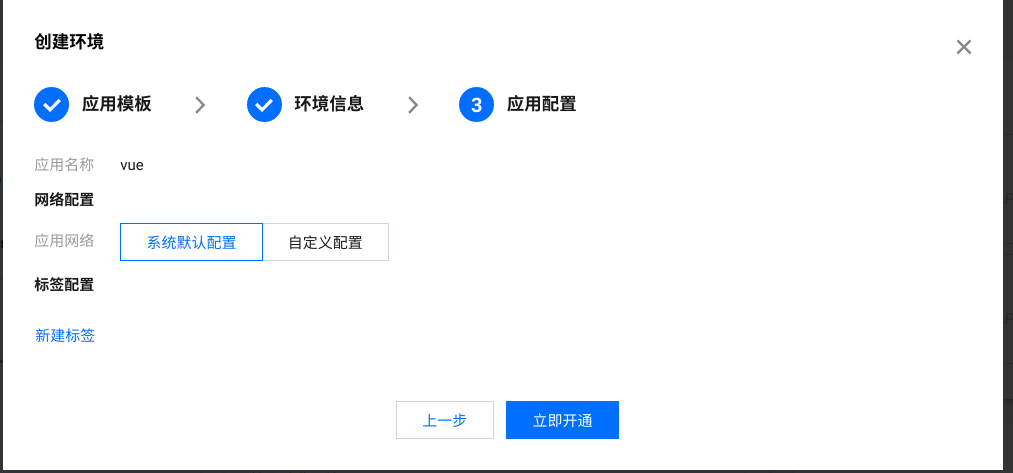 创建环境
应用模板 环境信息 3 应用配置
应用名称 vue
网络配置
应用网络 系统默认配置 自定义配置
标签配置
新建标签
上一步 立即开通